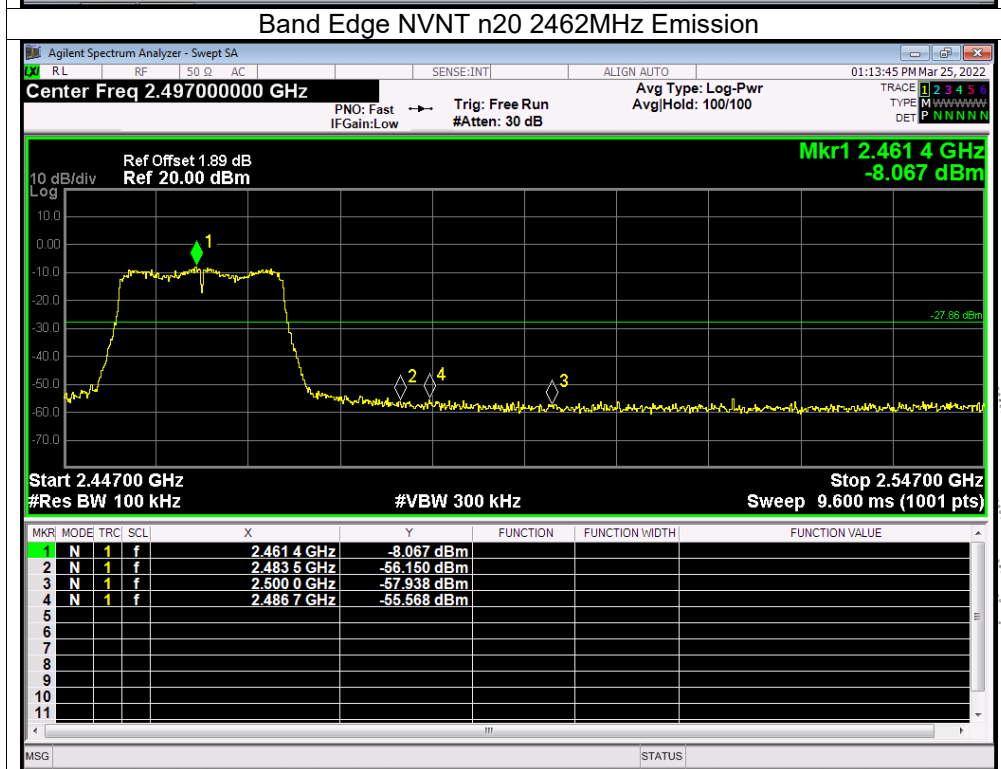 Band Edge NVNT n20 2462MHz Emission
Agilent Spectrum Analyzer - Swept SA
LXI RL RF 50 Ω AC SENSE:INT ALIGN AUTO 01:13:45 PM Mar 25, 2022
Center Freq 2.497000000 GHz
PNO: Fast
IFGain:Low
Trig: Free Run
#Atten: 30 dB
Avg Type: Log-Pwr
Avg|Hold: 100/100
TRACE 1 2 3 4 5 6
TYPE M WWWWW
DET P N N N N N
Ref Offset 1.89 dB
10 dB/div Ref 20.00 dBm
Log
Mkr1 2.461 4 GHz
-8.067 dBm
10.0
0.00
-10.0
-20.0
-30.0
-40.0
-50.0
-60.0
-70.0
1
2
4
3
-27.86 dBm
Start 2.44700 GHz Stop 2.54700 GHz
#Res BW 100 kHz #VBW 300 kHz Sweep 9.600 ms (1001 pts)
MKR MODE TRC SCL X Y FUNCTION FUNCTION WIDTH FUNCTION VALUE
1 N 1 f 2.461 4 GHz -8.067 dBm
2 N 1 f 2.483 5 GHz -56.150 dBm
3 N 1 f 2.500 0 GHz -57.938 dBm
4 N 1 f 2.486 7 GHz -55.568 dBm
5
6
7
8
9
10
11
MSG STATUS